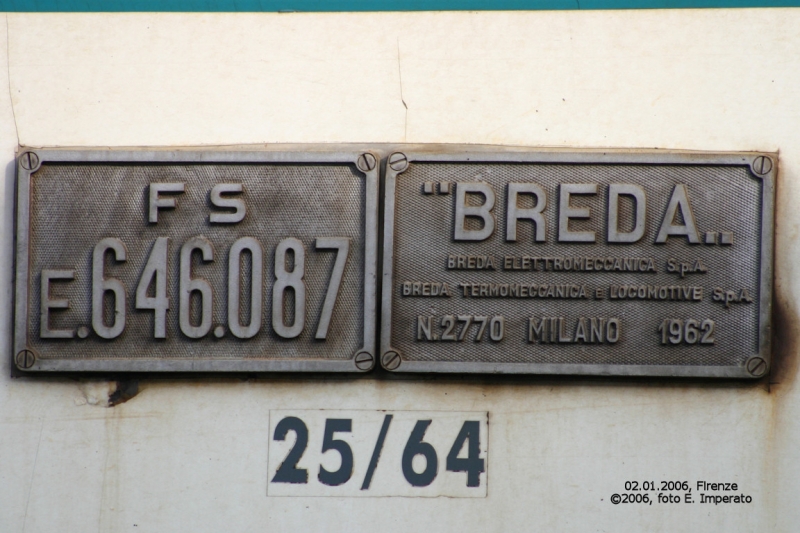 FS
E.646.087
"BREDA„
BREDA ELETTROMECCANICA S.p.A.
BREDA TERMOMECCANICA e LOCOMOTIVE S.p.A.
N.2770 MILANO 1962
25/64
02.01.2006, Firenze
©2006, foto E. Imperato